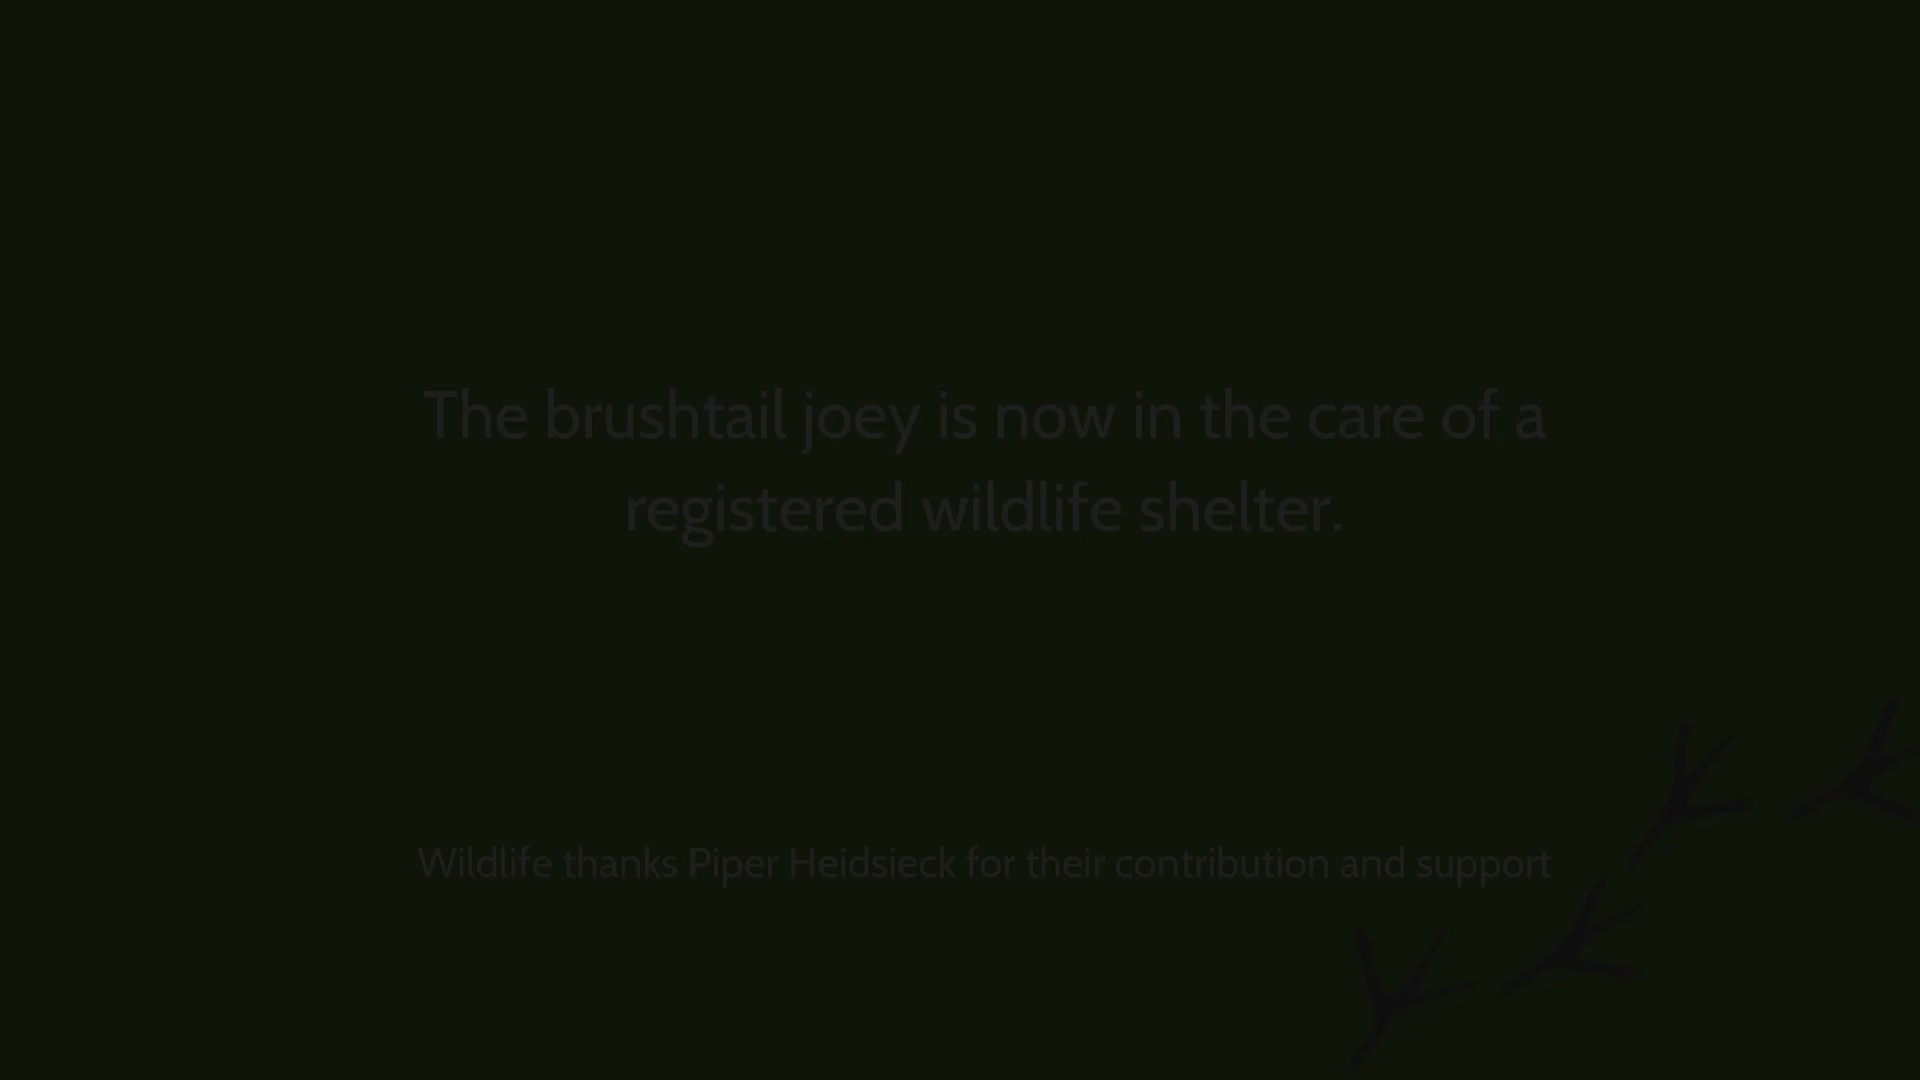 The brushtail joey is now in the care of a
registered wildlife shelter.
Wildlife thanks Piper Heidsieck for their contribution and support